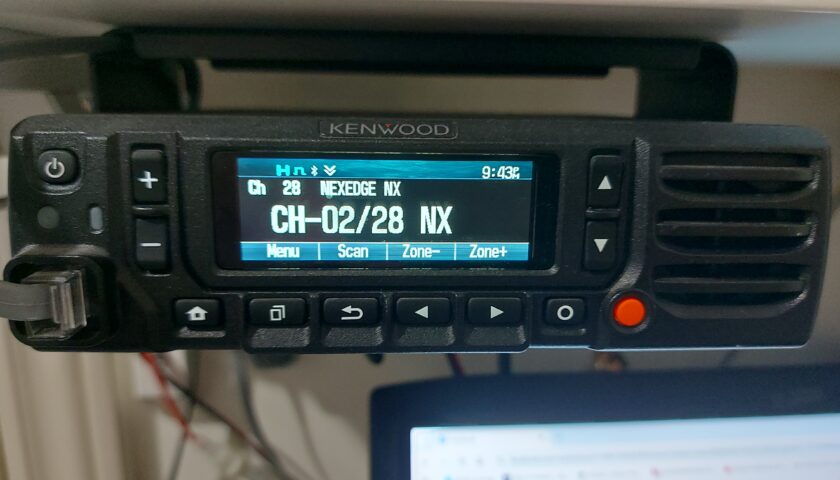 KENWOOD
H 9:43
Ch 28 NEXEDGE NX
CH-02/28 NX
Menu Scan Zone- Zone+